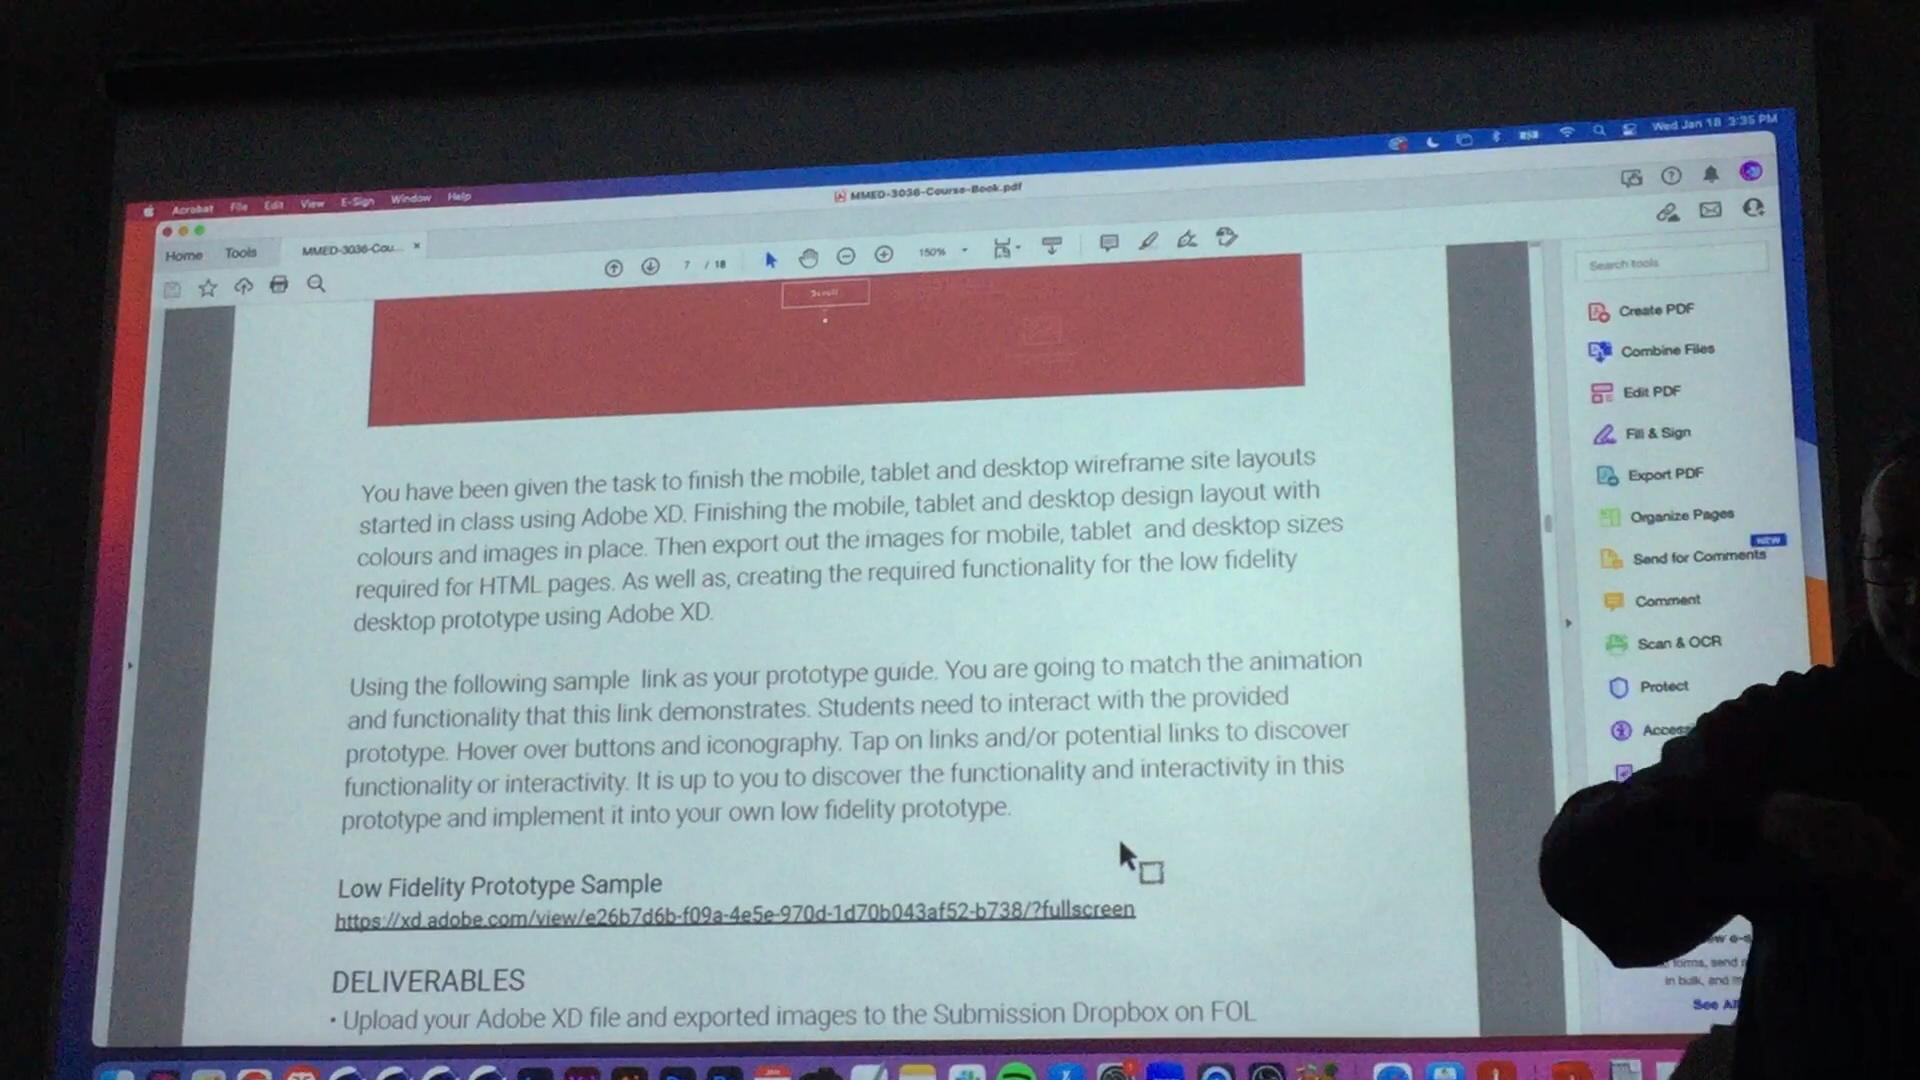 Acrobat File Edit View E-Sign Window Help
Wed Jan 18 3:35 PM
MMED-3036-Course-Book.pdf
Home Tools MMED-3036-Cou... ×
7 / 18 150%
Search tools
Scroll
Create PDF
Combine Files
Edit PDF
Fill & Sign
Export PDF
Organize Pages
NEW
Send for Comments
Comment
Scan & OCR
Protect
You have been given the task to finish the mobile, tablet and desktop wireframe site layouts
started in class using Adobe XD. Finishing the mobile, tablet and desktop design layout with
colours and images in place. Then export out the images for mobile, tablet and desktop sizes
required for HTML pages. As well as, creating the required functionality for the low fidelity
desktop prototype using Adobe XD.
Using the following sample link as your prototype guide. You are going to match the animation
and functionality that this link demonstrates. Students need to interact with the provided
prototype. Hover over buttons and iconography. Tap on links and/or potential links to discover
functionality or interactivity. It is up to you to discover the functionality and interactivity in this
prototype and implement it into your own low fidelity prototype.
Low Fidelity Prototype Sample
https://xd.adobe.com/view/e26b7d6b-f09a-4e5e-970d-1d70b043af52-b738/?fullscreen
DELIVERABLES
• Upload your Adobe XD file and exported images to the Submission Dropbox on FOL
forms, send
in bulk, and
See